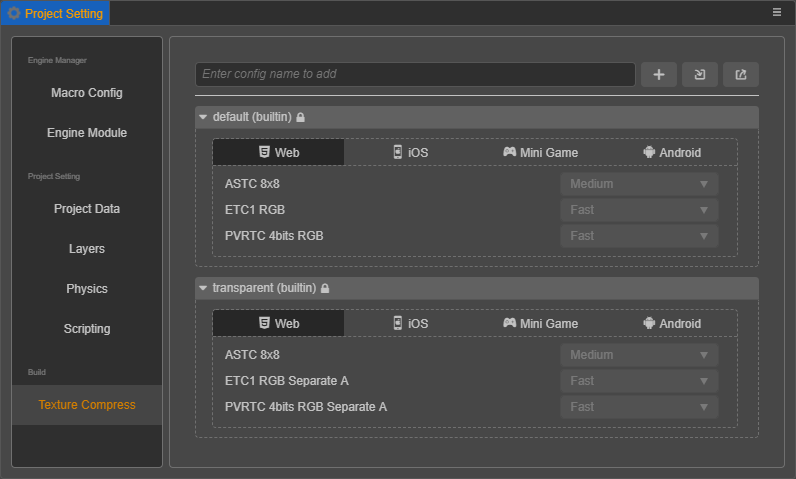 Project Setting
Engine Manager
Macro Config
Engine Module
Project Setting
Project Data
Layers
Physics
Scripting
Build
Texture Compress
Enter config name to add
default (builtin)
Web iOS Mini Game Android
ASTC 8x8 Medium
ETC1 RGB Fast
PVRTC 4bits RGB Fast
transparent (builtin)
Web iOS Mini Game Android
ASTC 8x8 Medium
ETC1 RGB Separate A Fast
PVRTC 4bits RGB Separate A Fast